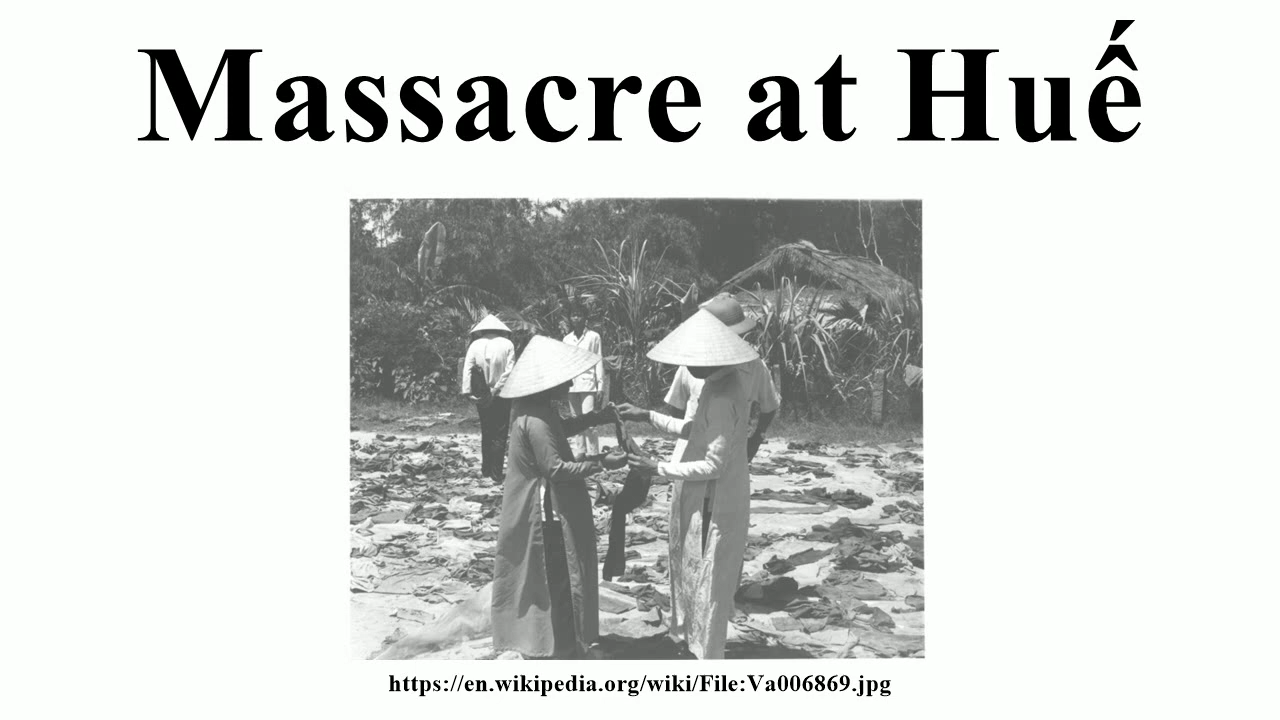 Massacre at Huế
https://en.wikipedia.org/wiki/File:Va006869.jpg